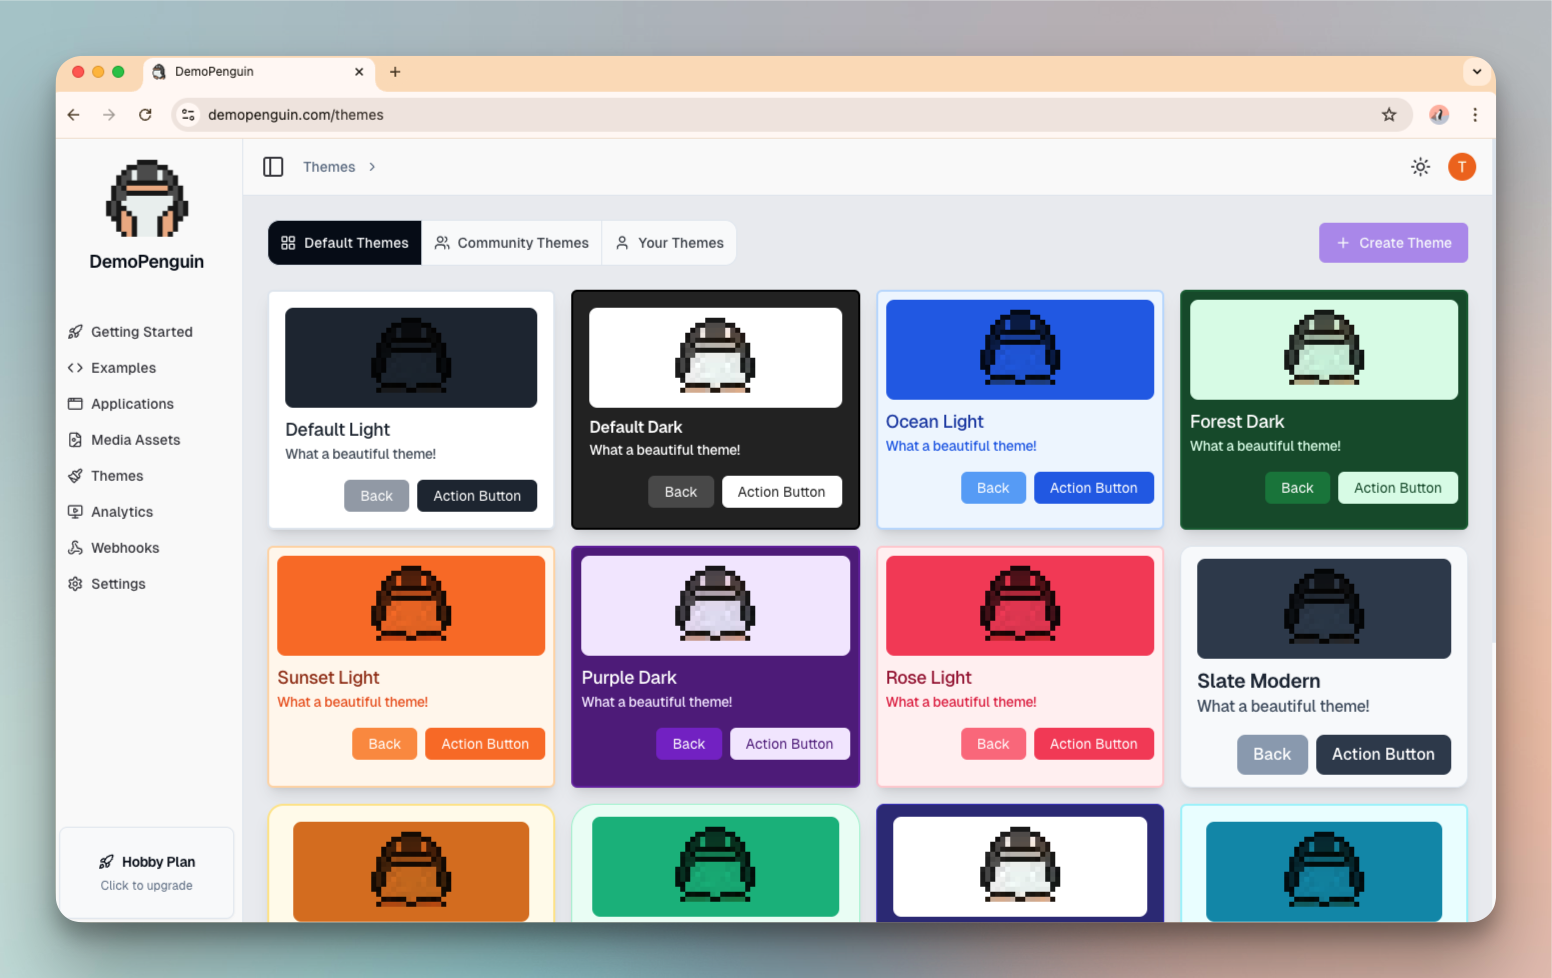 DemoPenguin
demopenguin.com/themes
DemoPenguin
Getting Started
Examples
Applications
Media Assets
Themes
Analytics
Webhooks
Settings
Hobby Plan
Click to upgrade
Themes
T
Default Themes
Community Themes
Your Themes
Create Theme
Default Light
What a beautiful theme!
Back
Action Button
Default Dark
What a beautiful theme!
Back
Action Button
Ocean Light
What a beautiful theme!
Back
Action Button
Forest Dark
What a beautiful theme!
Back
Action Button
Sunset Light
What a beautiful theme!
Back
Action Button
Purple Dark
What a beautiful theme!
Back
Action Button
Rose Light
What a beautiful theme!
Back
Action Button
Slate Modern
What a beautiful theme!
Back
Action Button